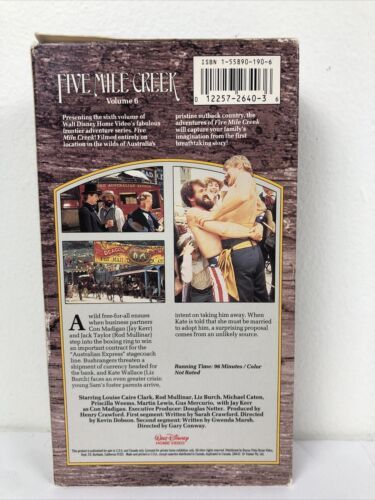 ISBN 1-55890-190-6
0 12257-2640-3 6
FIVE MILE CREEK
Volume 6
Presenting the sixth volume of
Walt Disney Home Video's fabulous
frontier adventure series. Five
Mile Creek! Filmed entirely on
location in the wilds of Australia's
pristine outback country, the
adventures of Five Mile Creek
will capture your family's
imagination from the first
breathtaking story!
A wild free-for-all ensues
when business partners
Con Madigan (Jay Kerr) and
Jack Taylor (Rod Mullinar)
step into the boxing ring to
win an important contract for the
"Australian Express" stagecoach
line. Bushrangers threaten a
shipment of currency headed for
the bank, and Kate Wallace (Liz
Burch) faces an even greater crisis:
young Sam's foster parents arrive,
intent on taking him away. When
Kate is told that she must be married
to adopt him, a surprising proposal
comes from an unlikely source.
Running Time: 96 Minutes / Color
Not Rated
Starring Louise Caire Clark, Rod Mullinar, Liz Burch, Michael Caton,
Priscilla Weems, Martin Lewis, Gus Mercurio, with Jay Kerr
as Con Madigan. Executive Producer: Douglas Netter. Produced by
Henry Crawford. First segment: Written by Sarah Crawford. Directed
by Kevin Dobson. Second segment: Written by Gwenda Marsh.
Directed by Gary Conway.
WALT DISNEY
HOME VIDEO